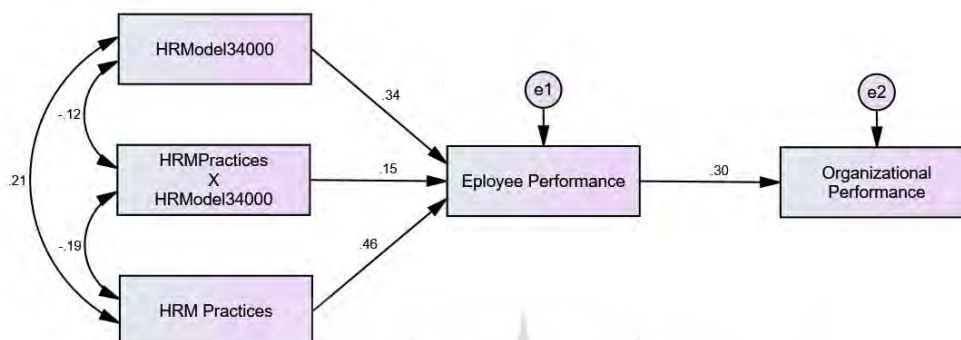 HRModel34000
e1
e2
.34
-.12
HRMPractices
X
HRModel34000
.21
.15
Eployee Performance
.30
Organizational
Performance
-.19
.46
HRM Practices